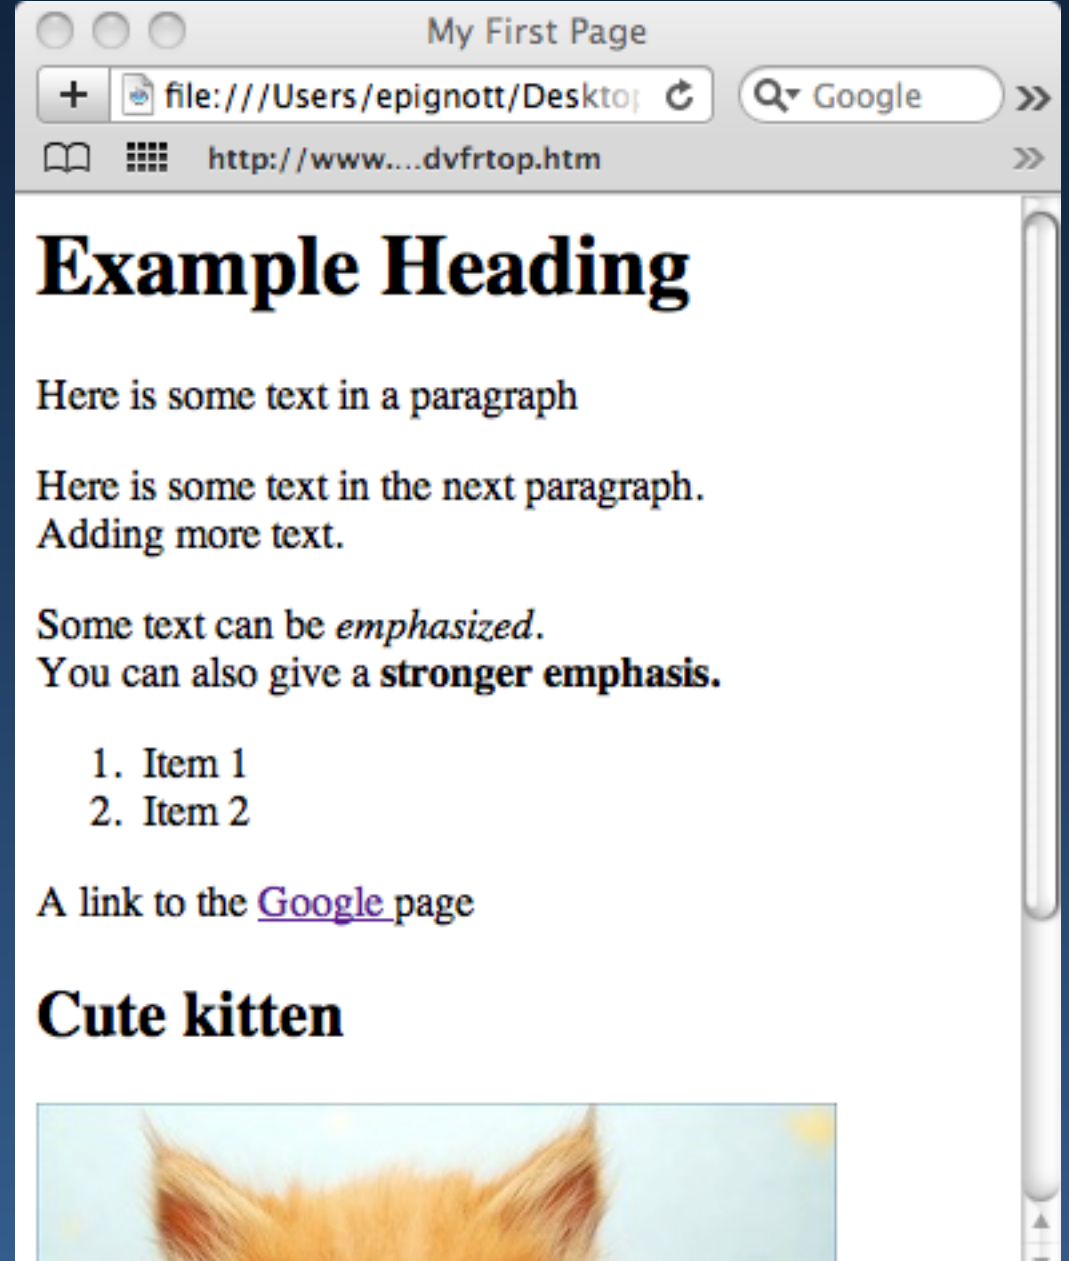 My First Page
file:///Users/epignott/Desktop
Google
http://www....dvfrtop.htm
Example Heading
Here is some text in a paragraph
Here is some text in the next paragraph.
Adding more text.
Some text can be emphasized.
You can also give a stronger emphasis.
1. Item 1
2. Item 2
A link to the Google page
Cute kitten